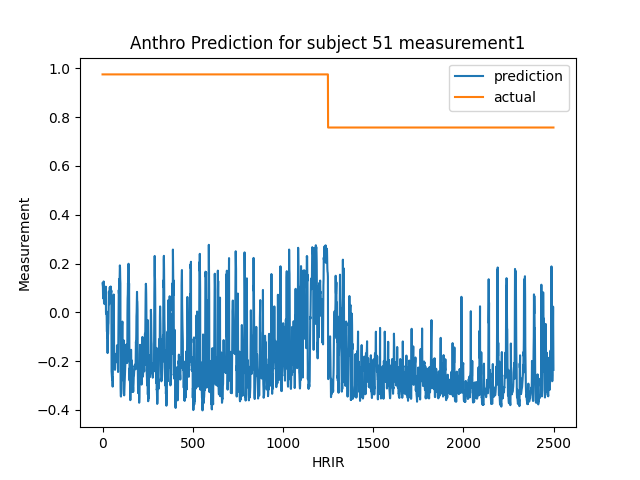 Anthro Prediction for subject 51 measurement1
prediction
actual
Measurement
1.0
0.8
0.6
0.4
0.2
0.0
−0.2
−0.4
0
500
1000
1500
2000
2500
HRIR